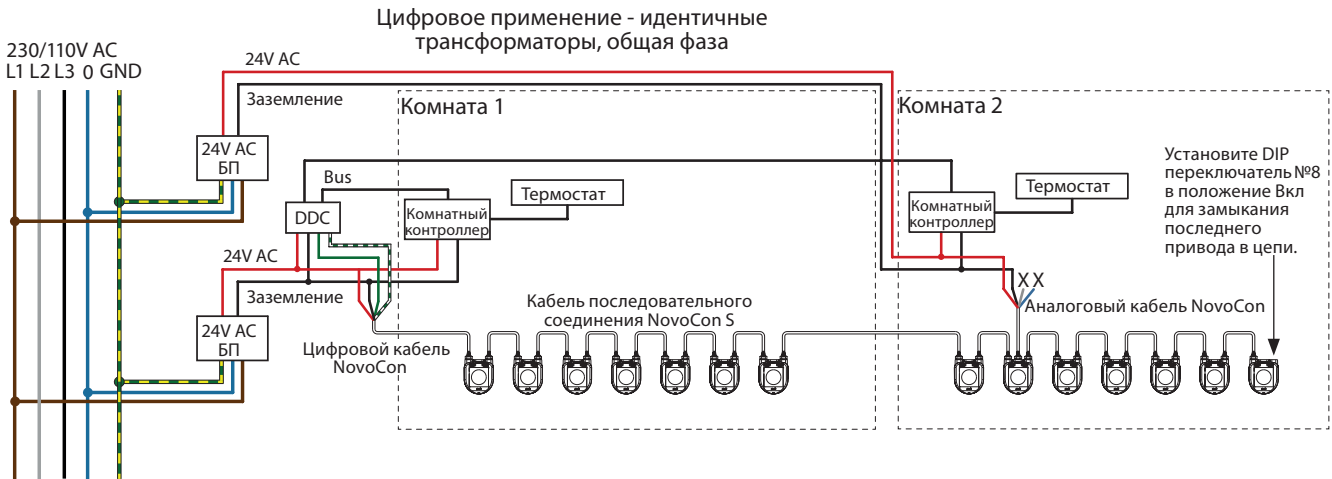 Цифровое применение - идентичные
трансформаторы, общая фаза
230/110V AC
L1 L2 L3 0 GND
24V AC
Заземление
Комната 1
Комната 2
24V AC
БП
Bus
DDC
Комнатный
контроллер
Термостат
Комнатный
контроллер
Термостат
Установите DIP
переключатель №8
в положение Вкл
для замыкания
последнего
привода в цепи.
24V AC
Заземление
24V AC
БП
Цифровой кабель
NovoCon
Кабель последовательного
соединения NovoCon S
X X
Аналоговый кабель NovoCon